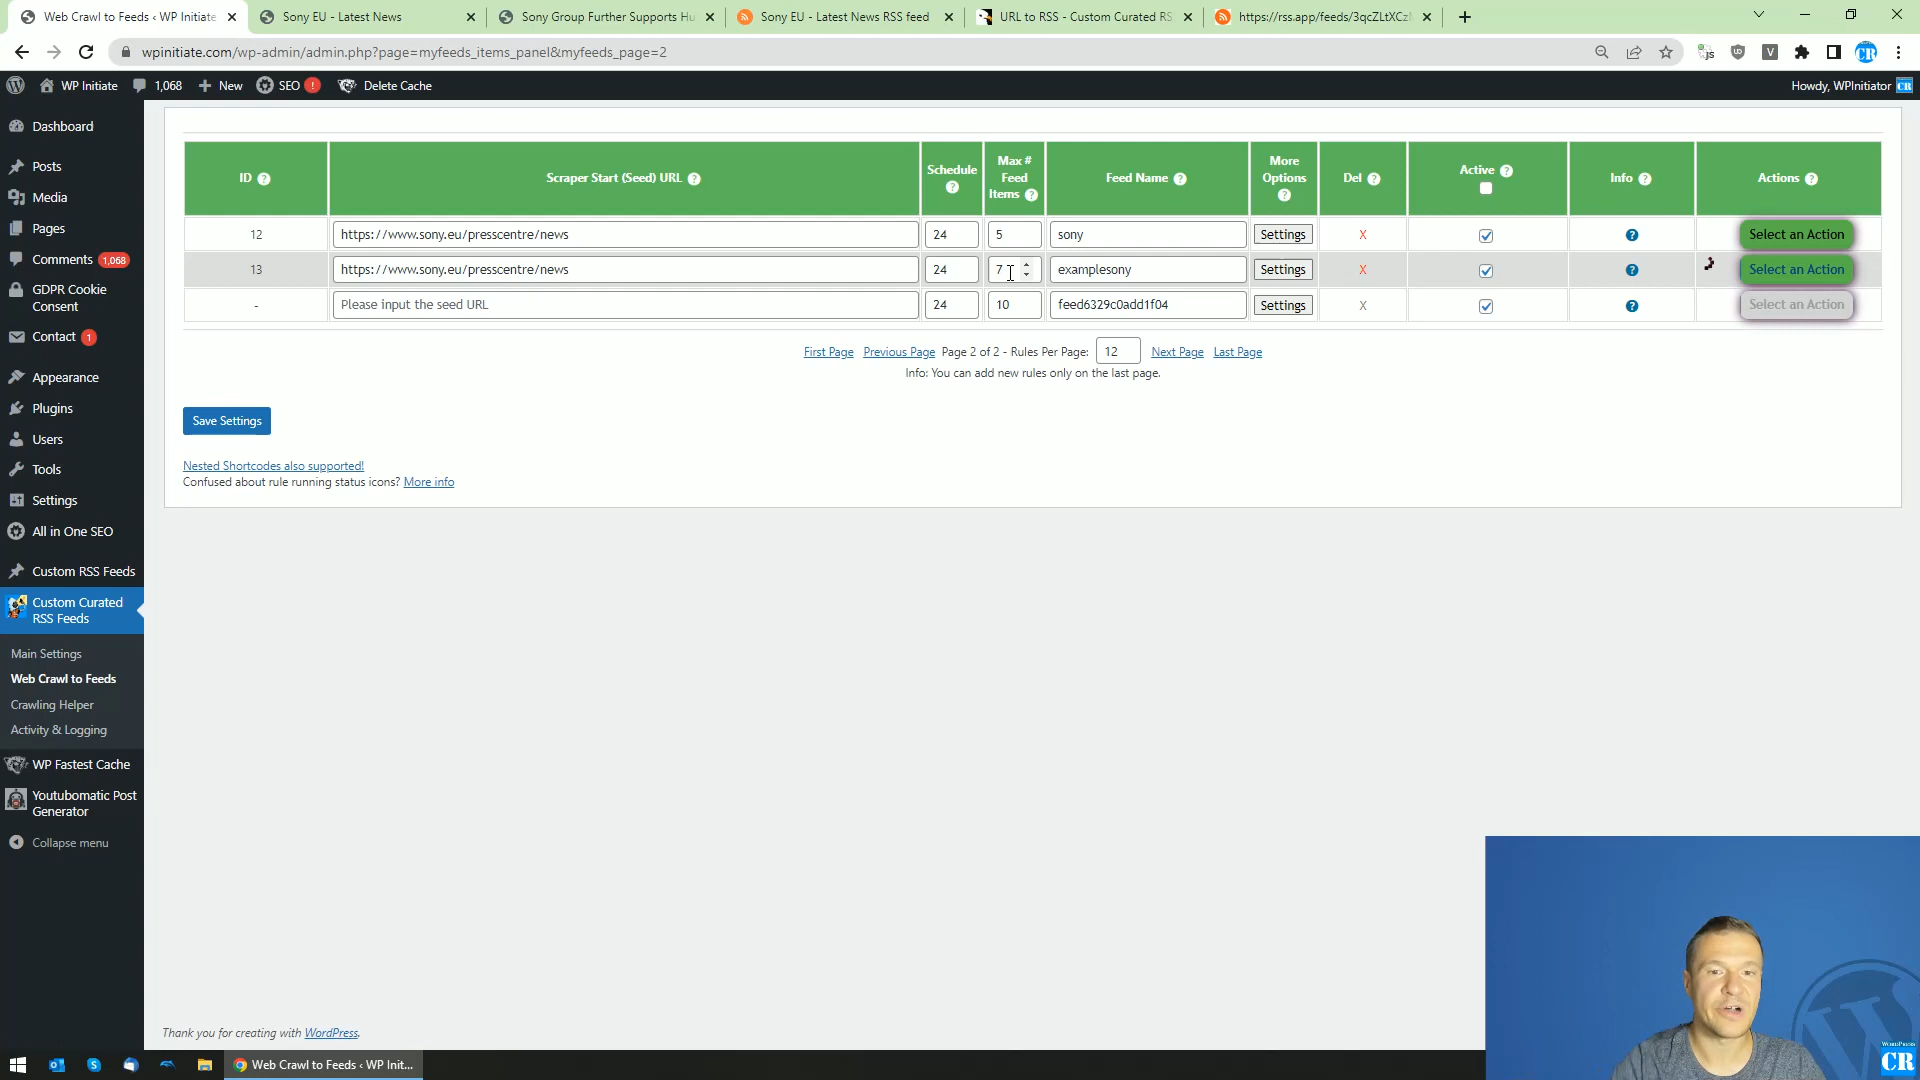 Web Crawl to Feeds ‹ WP Initiate
Sony EU - Latest News
Sony Group Further Supports Hu
Sony EU - Latest News RSS feed
URL to RSS - Custom Curated RS
https://rss.app/feeds/3qcZLtXCz
wpinitiate.com/wp-admin/admin.php?page=myfeeds_items_panel&myfeeds_page=2
WP Initiate
1,068
New
SEO !
Delete Cache
Howdy, WPInitiator
Dashboard
Posts
Media
Pages
Comments 1,068
GDPR Cookie
Consent
Contact 1
Appearance
Plugins
Users
Tools
Settings
All in One SEO
Custom RSS Feeds
Custom Curated
RSS Feeds
Main Settings
Web Crawl to Feeds
Crawling Helper
Activity & Logging
WP Fastest Cache
Youtubomatic Post
Generator
Collapse menu
ID ? Scraper Start (Seed) URL ? Schedule ? Max # Feed Items ? Feed Name ? More Options ? Del ? Active ? Info ? Actions ?
12 https://www.sony.eu/presscentre/news 24 5 sony Settings X ? Select an Action
13 https://www.sony.eu/presscentre/news 24 7 examplesony Settings X ? Select an Action
- Please input the seed URL 24 10 feed6329c0add1f04 Settings X ? Select an Action
First Page Previous Page Page 2 of 2 - Rules Per Page: 12 Next Page Last Page
Info: You can add new rules only on the last page.
Save Settings
Nested Shortcodes also supported!
Confused about rule running status icons? More info
Thank you for creating with WordPress.
Web Crawl to Feeds ‹ WP Init...
WORDPRESS
CR